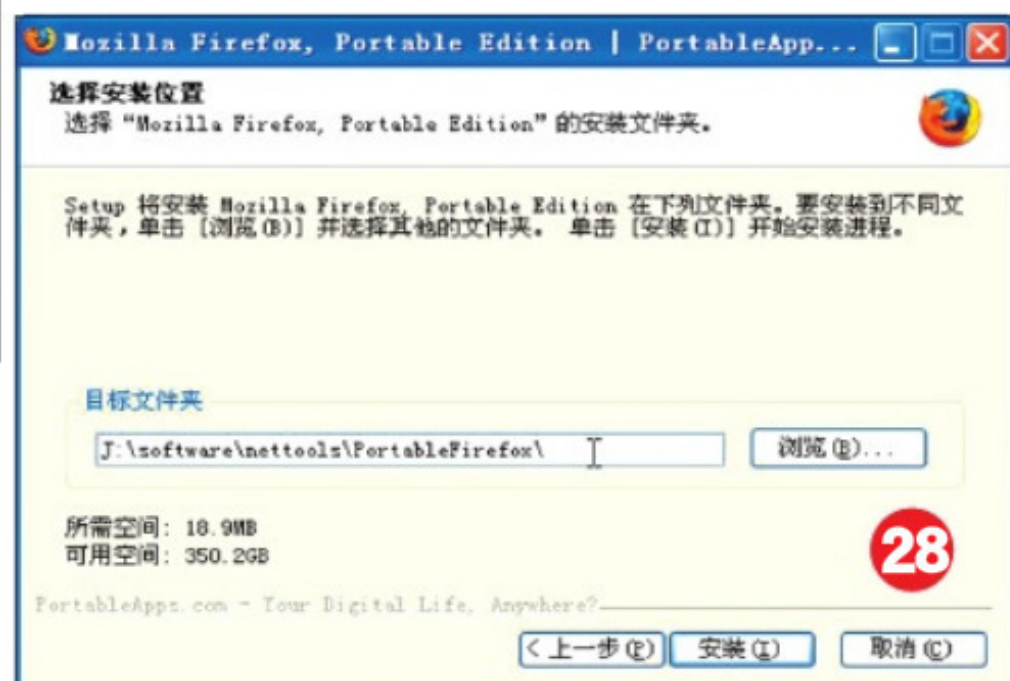 Mozilla Firefox, Portable Edition | PortableApp...
选择安装位置
选择“Mozilla Firefox, Portable Edition”的安装文件夹。
Setup 将安装 Mozilla Firefox, Portable Edition 在下列文件夹。要安装到不同文
件夹，单击 [浏览(B)] 并选择其他的文件夹。 单击 [安装(I)] 开始安装进程。
目标文件夹
J:\software\nettools\PortableFirefox\
浏览(B)...
所需空间: 18.9MB
可用空间: 350.2GB
28
PortableApps.com - Your Digital Life, Anywhere?
< 上一步(P)
安装(I)
取消(C)